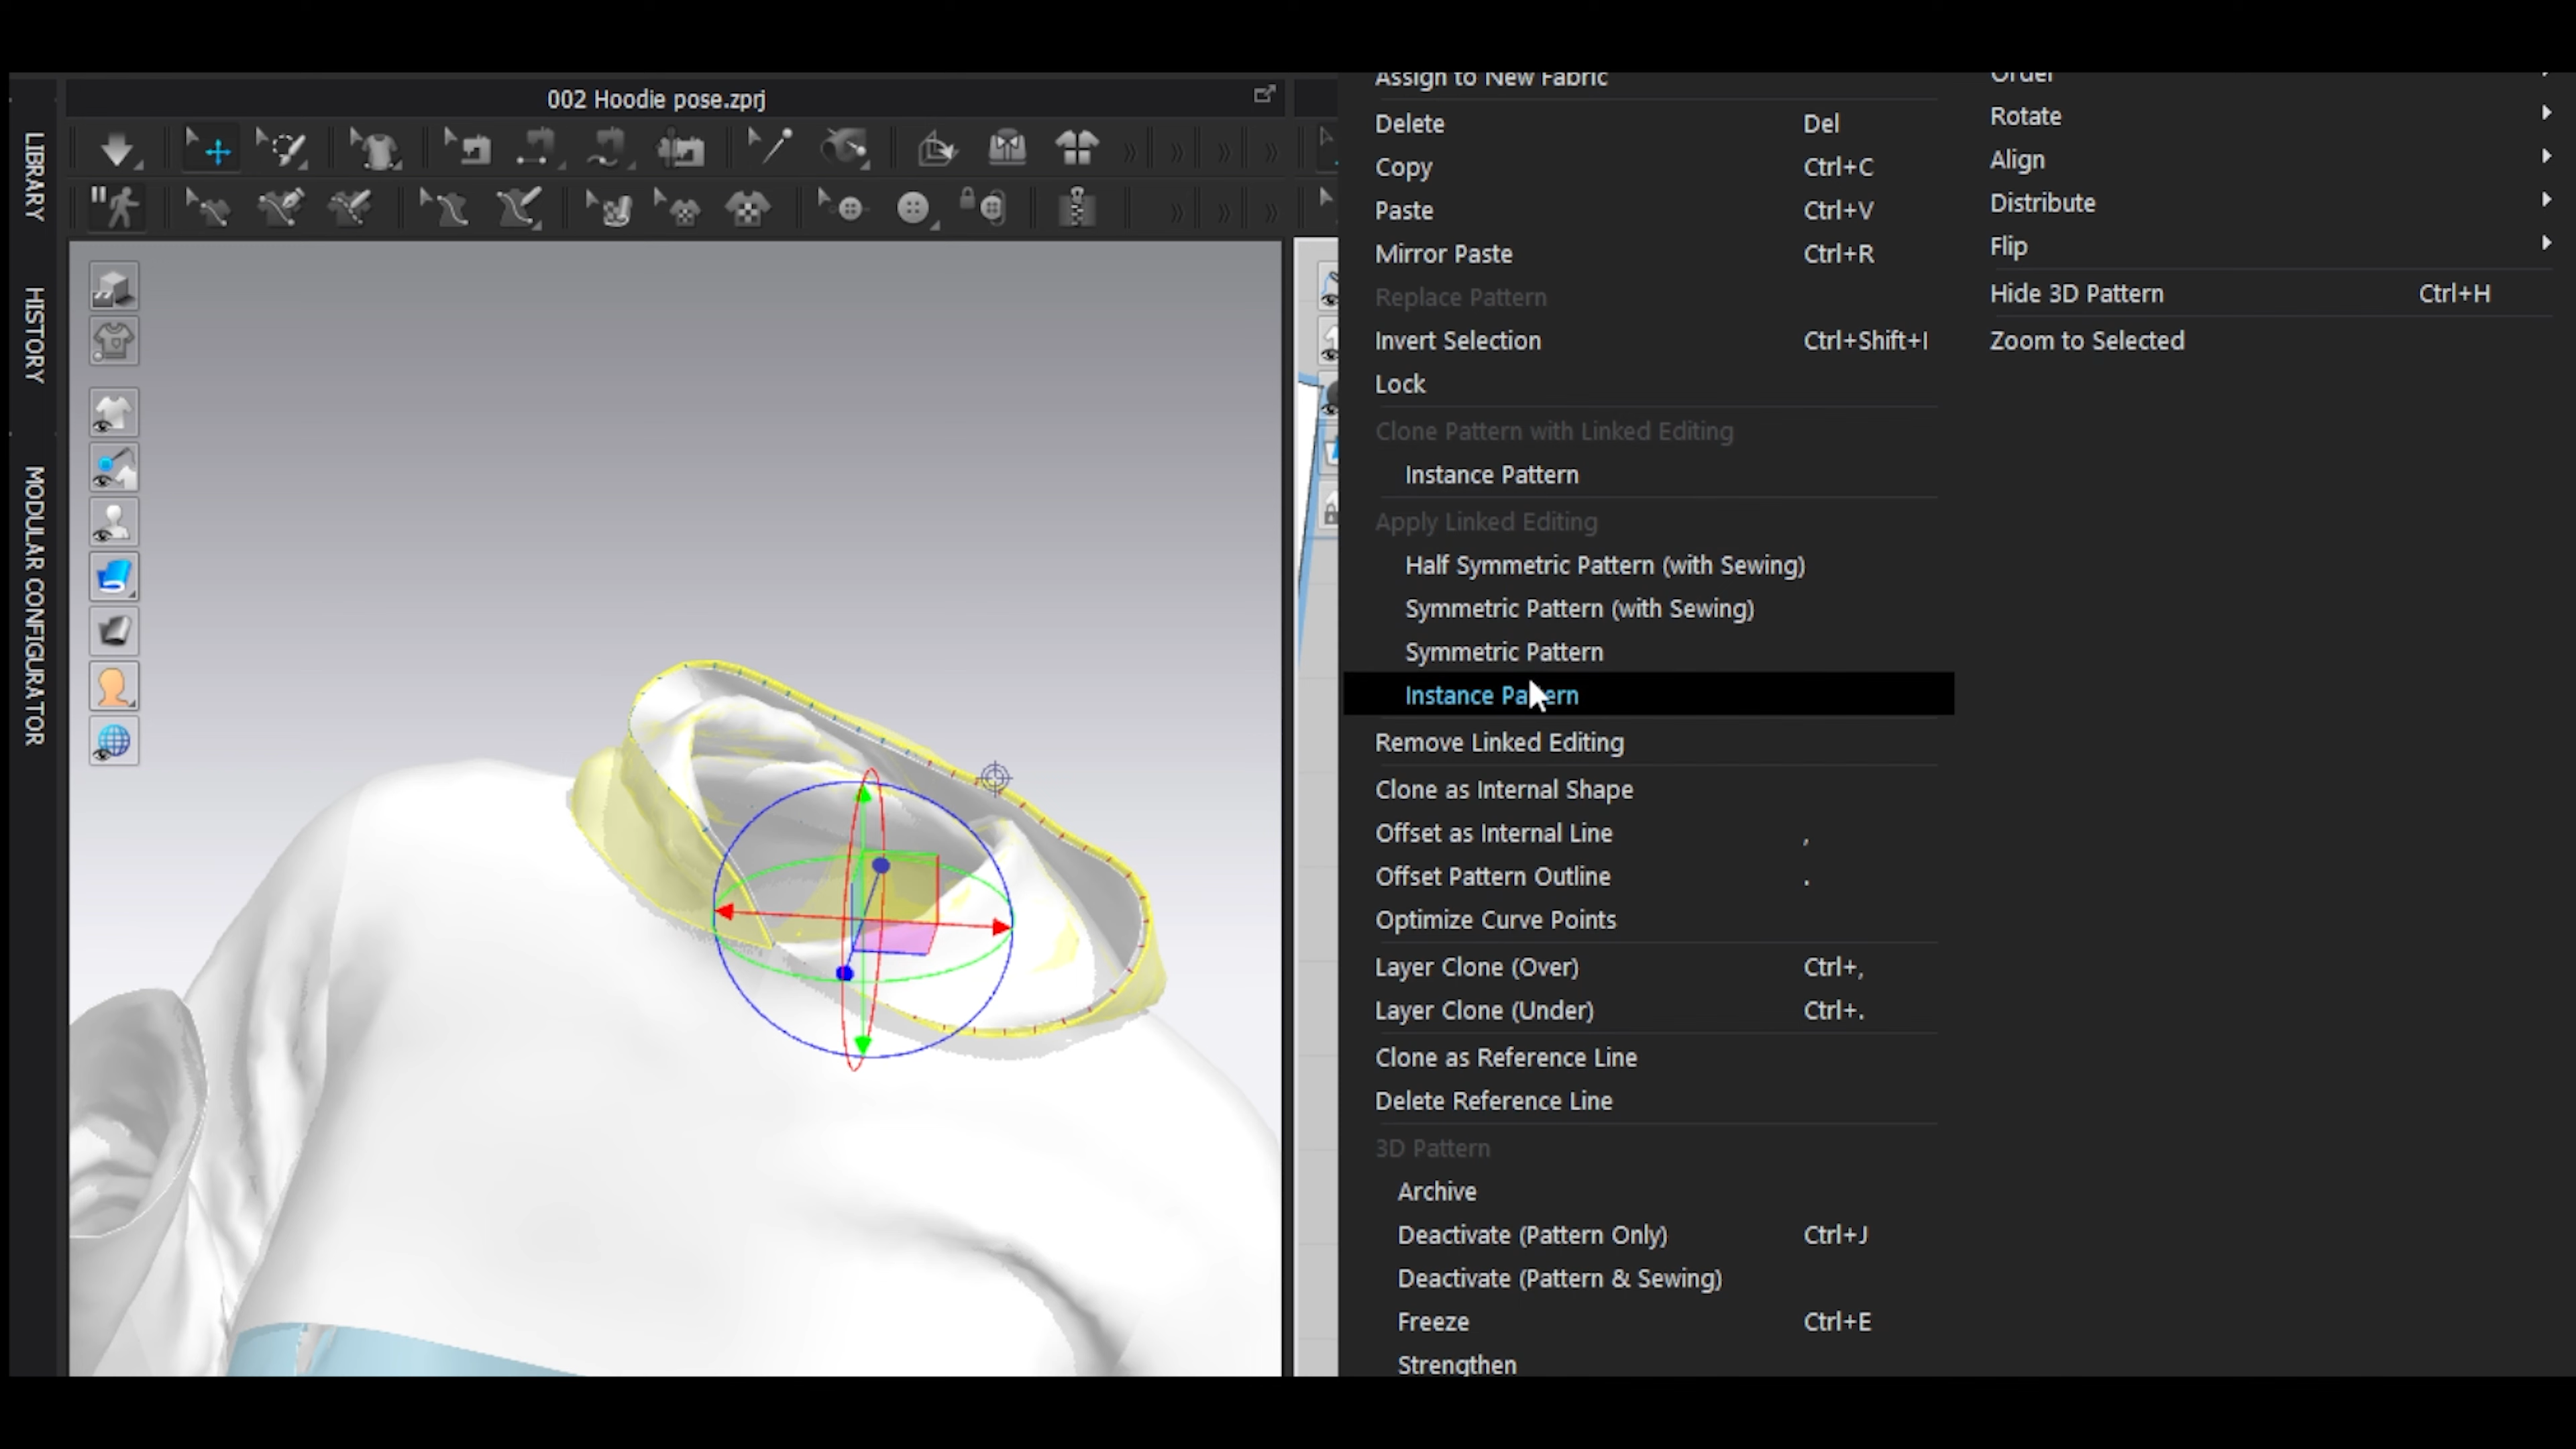 002 Hoodie pose.zprj
LIBRARY
HISTORY
MODULAR CONFIGURATOR
Assign to New Fabric
Delete Del
Copy Ctrl+C
Paste Ctrl+V
Mirror Paste Ctrl+R
Replace Pattern
Invert Selection Ctrl+Shift+I
Lock
Clone Pattern with Linked Editing
Instance Pattern
Apply Linked Editing
Half Symmetric Pattern (with Sewing)
Symmetric Pattern (with Sewing)
Symmetric Pattern
Instance Pattern
Remove Linked Editing
Clone as Internal Shape
Offset as Internal Line ,
Offset Pattern Outline .
Optimize Curve Points
Layer Clone (Over) Ctrl+,
Layer Clone (Under) Ctrl+.
Clone as Reference Line
Delete Reference Line
3D Pattern
Archive
Deactivate (Pattern Only) Ctrl+J
Deactivate (Pattern & Sewing)
Freeze Ctrl+E
Strengthen
Order
Rotate
Align
Distribute
Flip
Hide 3D Pattern Ctrl+H
Zoom to Selected